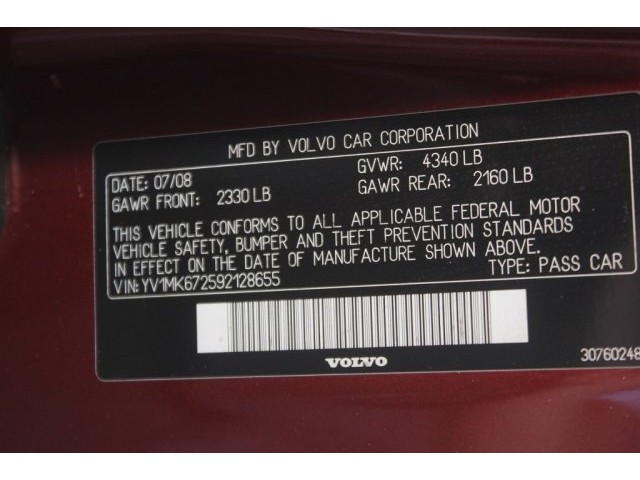 MFD BY VOLVO CAR CORPORATION
DATE: 07/08 GVWR: 4340 LB
GAWR FRONT: 2330 LB GAWR REAR: 2160 LB
THIS VEHICLE CONFORMS TO ALL APPLICABLE FEDERAL MOTOR
VEHICLE SAFETY, BUMPER AND THEFT PREVENTION STANDARDS
IN EFFECT ON THE DATE OF MANUFACTURE SHOWN ABOVE.
VIN:YV1MK672592128655 TYPE: PASS CAR
VOLVO 30760248